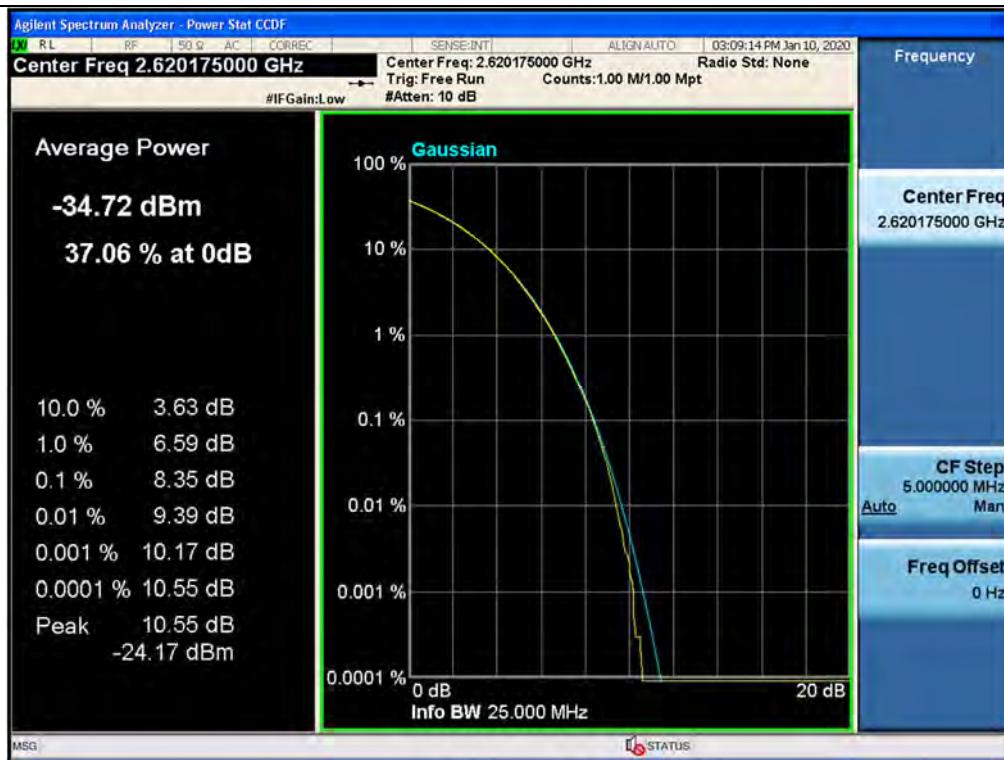 Agilent Spectrum Analyzer - Power Stat CCDF
LXI RL RF 50 Ω AC CORREC SENSE:INT ALIGN AUTO 03:09:14 PM Jan 10, 2020
Center Freq 2.620175000 GHz
Center Freq: 2.620175000 GHz Radio Std: None
Trig: Free Run Counts:1.00 M/1.00 Mpt
#IFGain:Low #Atten: 10 dB
Frequency
Average Power
-34.72 dBm
37.06 % at 0dB
10.0 % 3.63 dB
1.0 % 6.59 dB
0.1 % 8.35 dB
0.01 % 9.39 dB
0.001 % 10.17 dB
0.0001 % 10.55 dB
Peak 10.55 dB
-24.17 dBm
Gaussian
100 %
10 %
1 %
0.1 %
0.01 %
0.001 %
0.0001 %
0 dB 20 dB
Info BW 25.000 MHz
Center Freq
2.620175000 GHz
CF Step
5.000000 MHz
Auto Man
Freq Offset
0 Hz
MSG STATUS